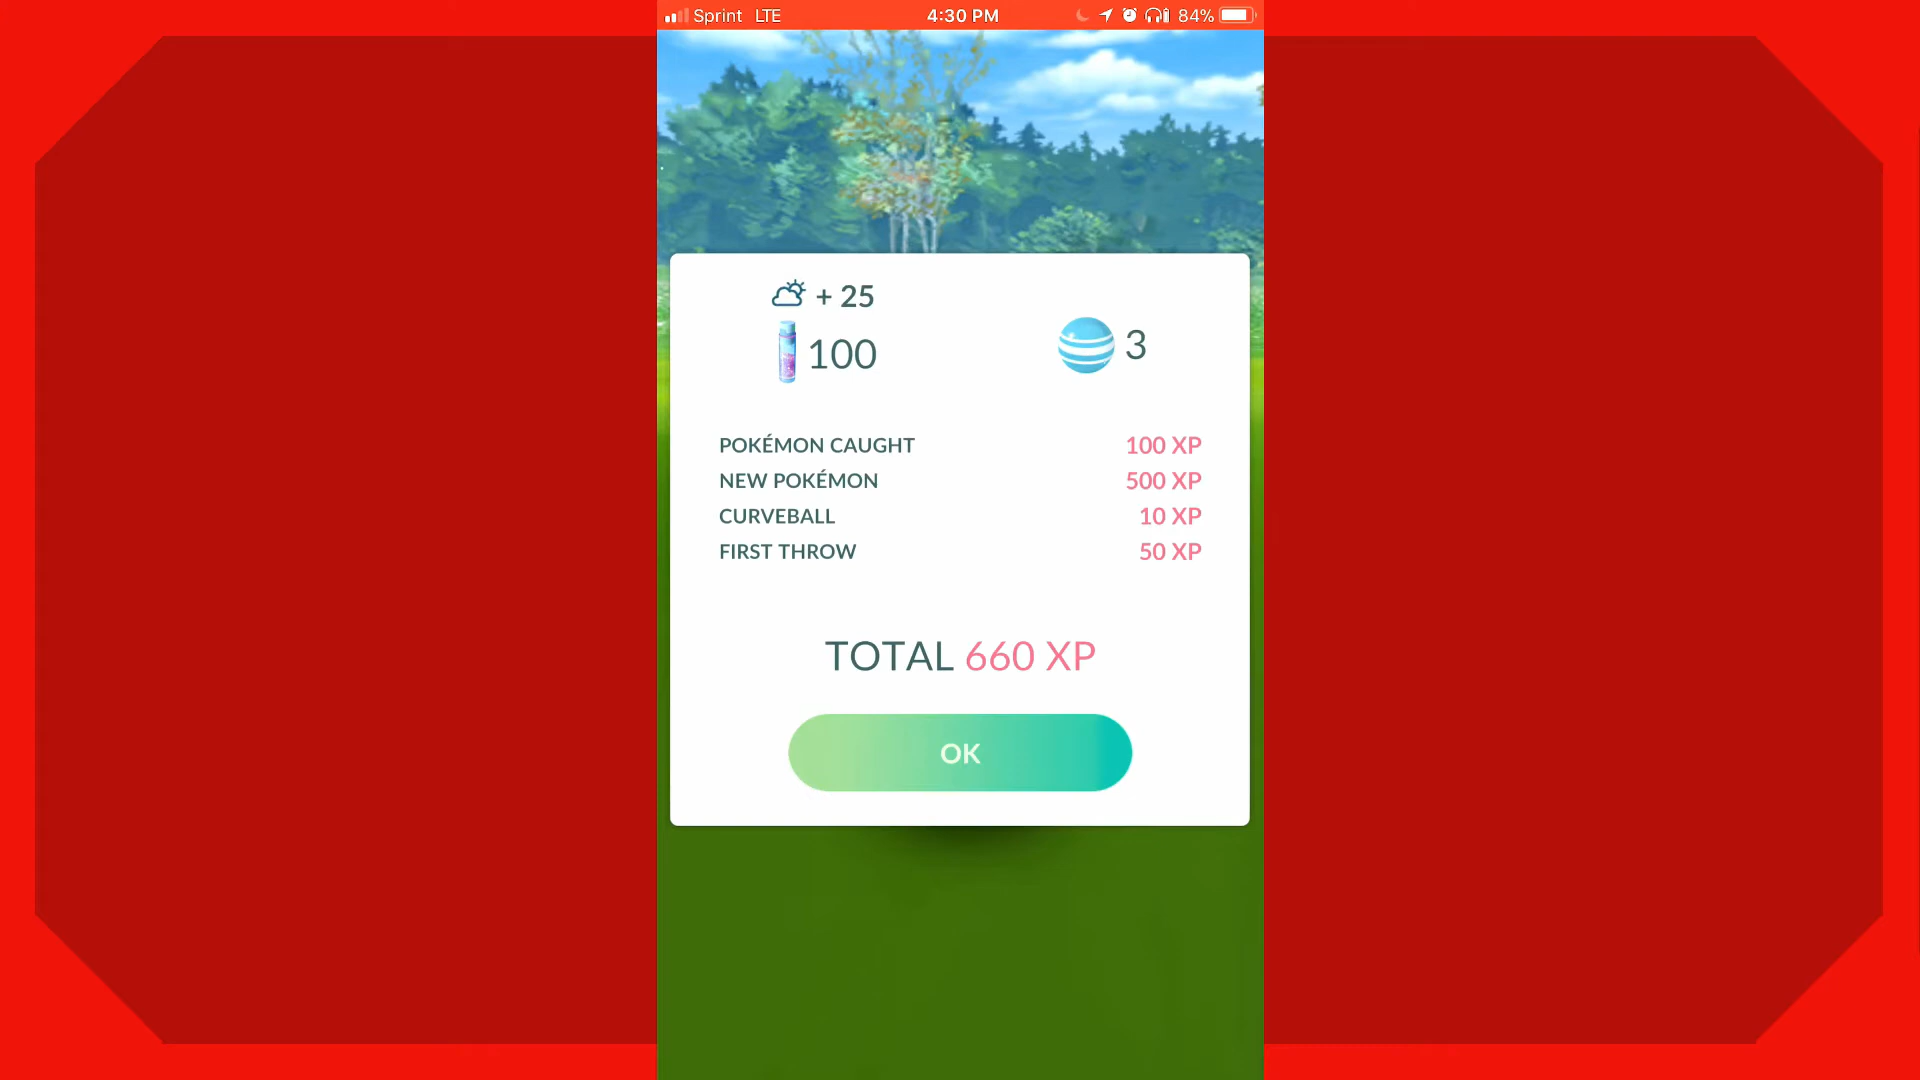 Sprint LTE 4:30 PM 84%
+ 25
100
3
POKÉMON CAUGHT 100 XP
NEW POKÉMON 500 XP
CURVEBALL 10 XP
FIRST THROW 50 XP
TOTAL 660 XP
OK